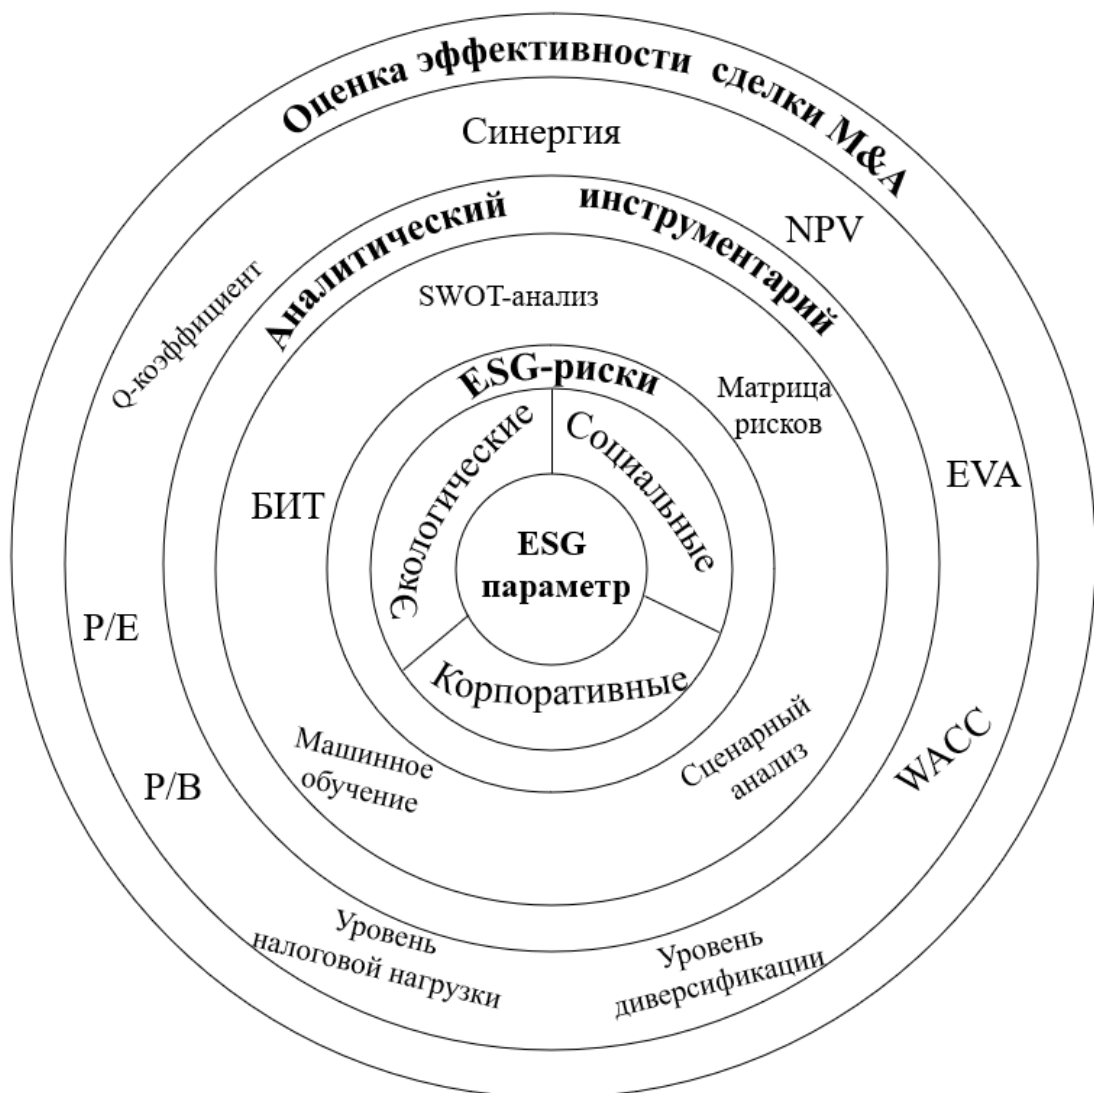 Оценка эффективности сделки M&A
Синергия
NPV
EVA
WACC
Уровень
диверсификации
Уровень
налоговой нагрузки
P/B
P/E
Q-коэффициент
Аналитический инструментарий
SWOT-анализ
Матрица
рисков
Сценарный
анализ
Машинное
обучение
БИТ
ESG-риски
Экологические
Социальные
Корпоративные
ESG
параметр